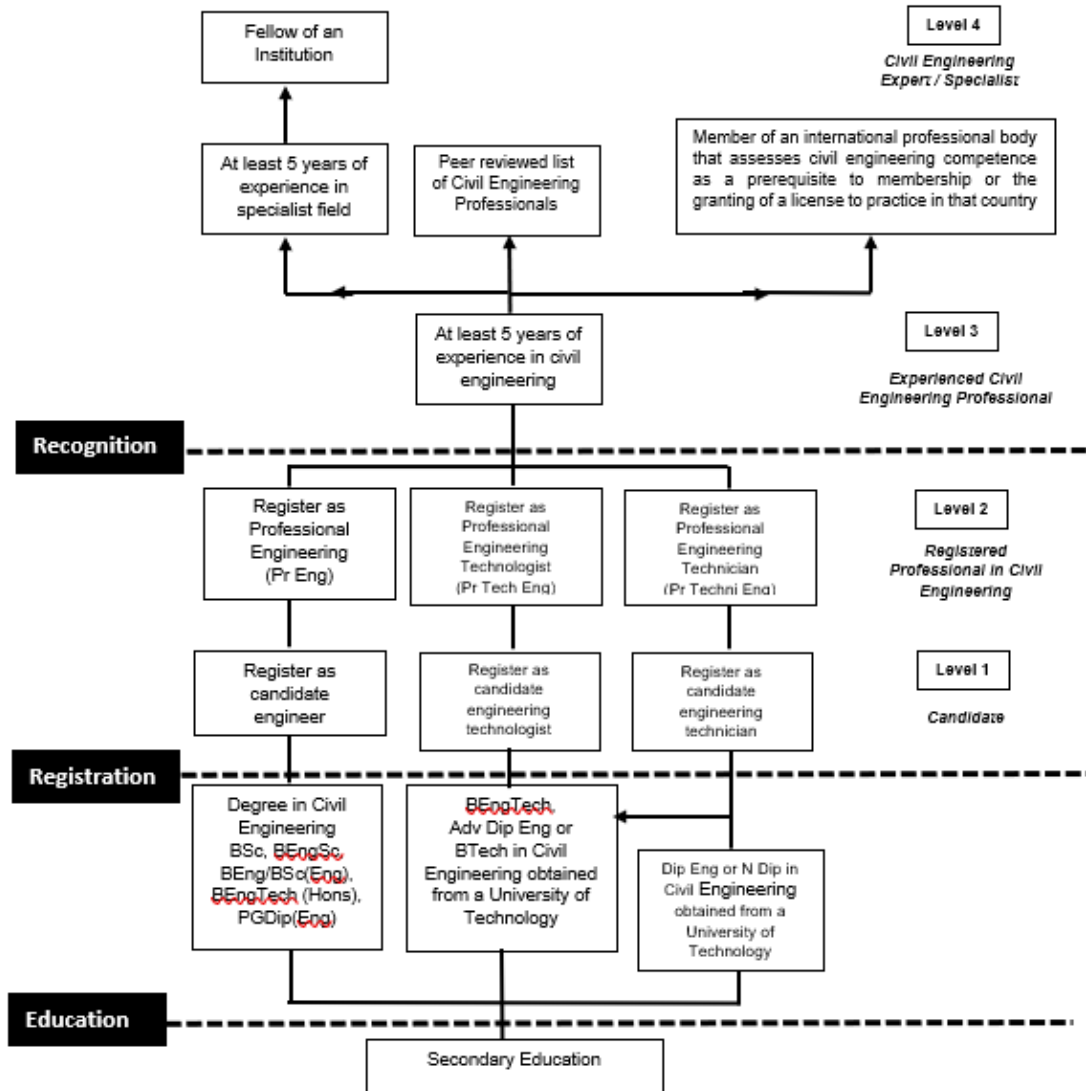 Fellow of an
Institution
Level 4
Civil Engineering
Expert / Specialist
At least 5 years of
experience in
specialist field
Peer reviewed list
of Civil Engineering
Professionals
Member of an international professional body
that assesses civil engineering competence
as a prerequisite to membership or the
granting of a license to practice in that country
At least 5 years of
experience in civil
engineering
Level 3
Experienced Civil
Engineering Professional
Recognition
Register as
Professional
Engineering
(Pr Eng)
Register as
Professional
Engineering
Technologist
(Pr Tech Eng)
Register as
Professional
Engineering
Technician
(Pr Techni Eng)
Level 2
Registered
Professional in Civil
Engineering
Register as
candidate
engineer
Register as
candidate
engineering
technologist
Register as
candidate
engineering
technician
Level 1
Candidate
Registration
Degree in Civil
Engineering
BSc, BEngSc,
BEng/BSc(Eng),
BEngTech (Hons),
PGDip(Eng)
BEngTech,
Adv Dip Eng or
BTech in Civil
Engineering obtained
from a University of
Technology
Dip Eng or N Dip in
Civil Engineering
obtained from a
University of
Technology
Education
Secondary Education